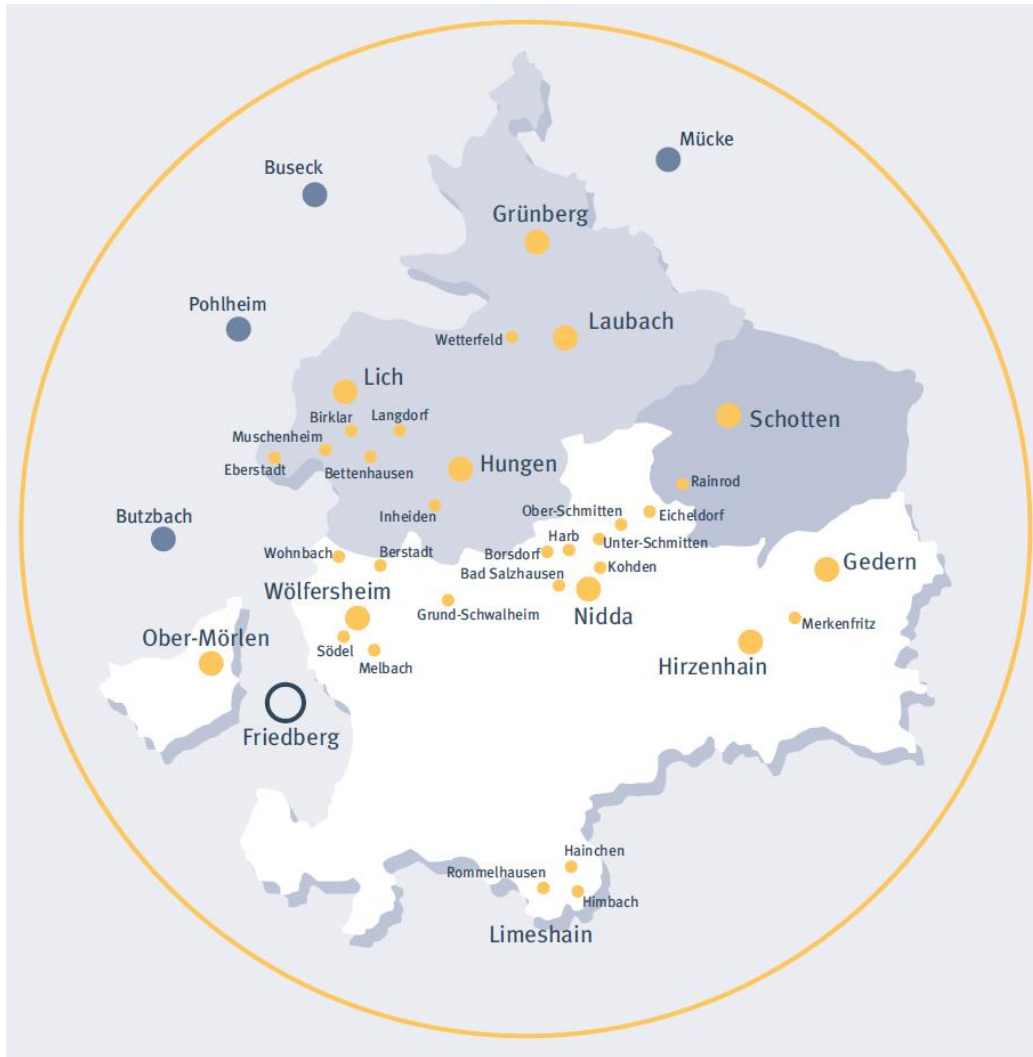 Mücke
Buseck
Grünberg
Pohlheim
Laubach
Wetterfeld
Lich
Birklar
Langdorf
Schotten
Muschenheim
Eberstadt
Bettenhausen
Hungen
Rainrod
Inheiden
Ober-Schmitten
Eicheldorf
Butzbach
Harb
Unter-Schmitten
Wohnbach
Berstadt
Borsdorf
Gedern
Kohden
Bad Salzhausen
Wölfersheim
Grund-Schwalheim
Nidda
Merkenfritz
Ober-Mörlen
Södel
Melbach
Hirzenhain
Friedberg
Hainchen
Rommelhausen
Himbach
Limeshain